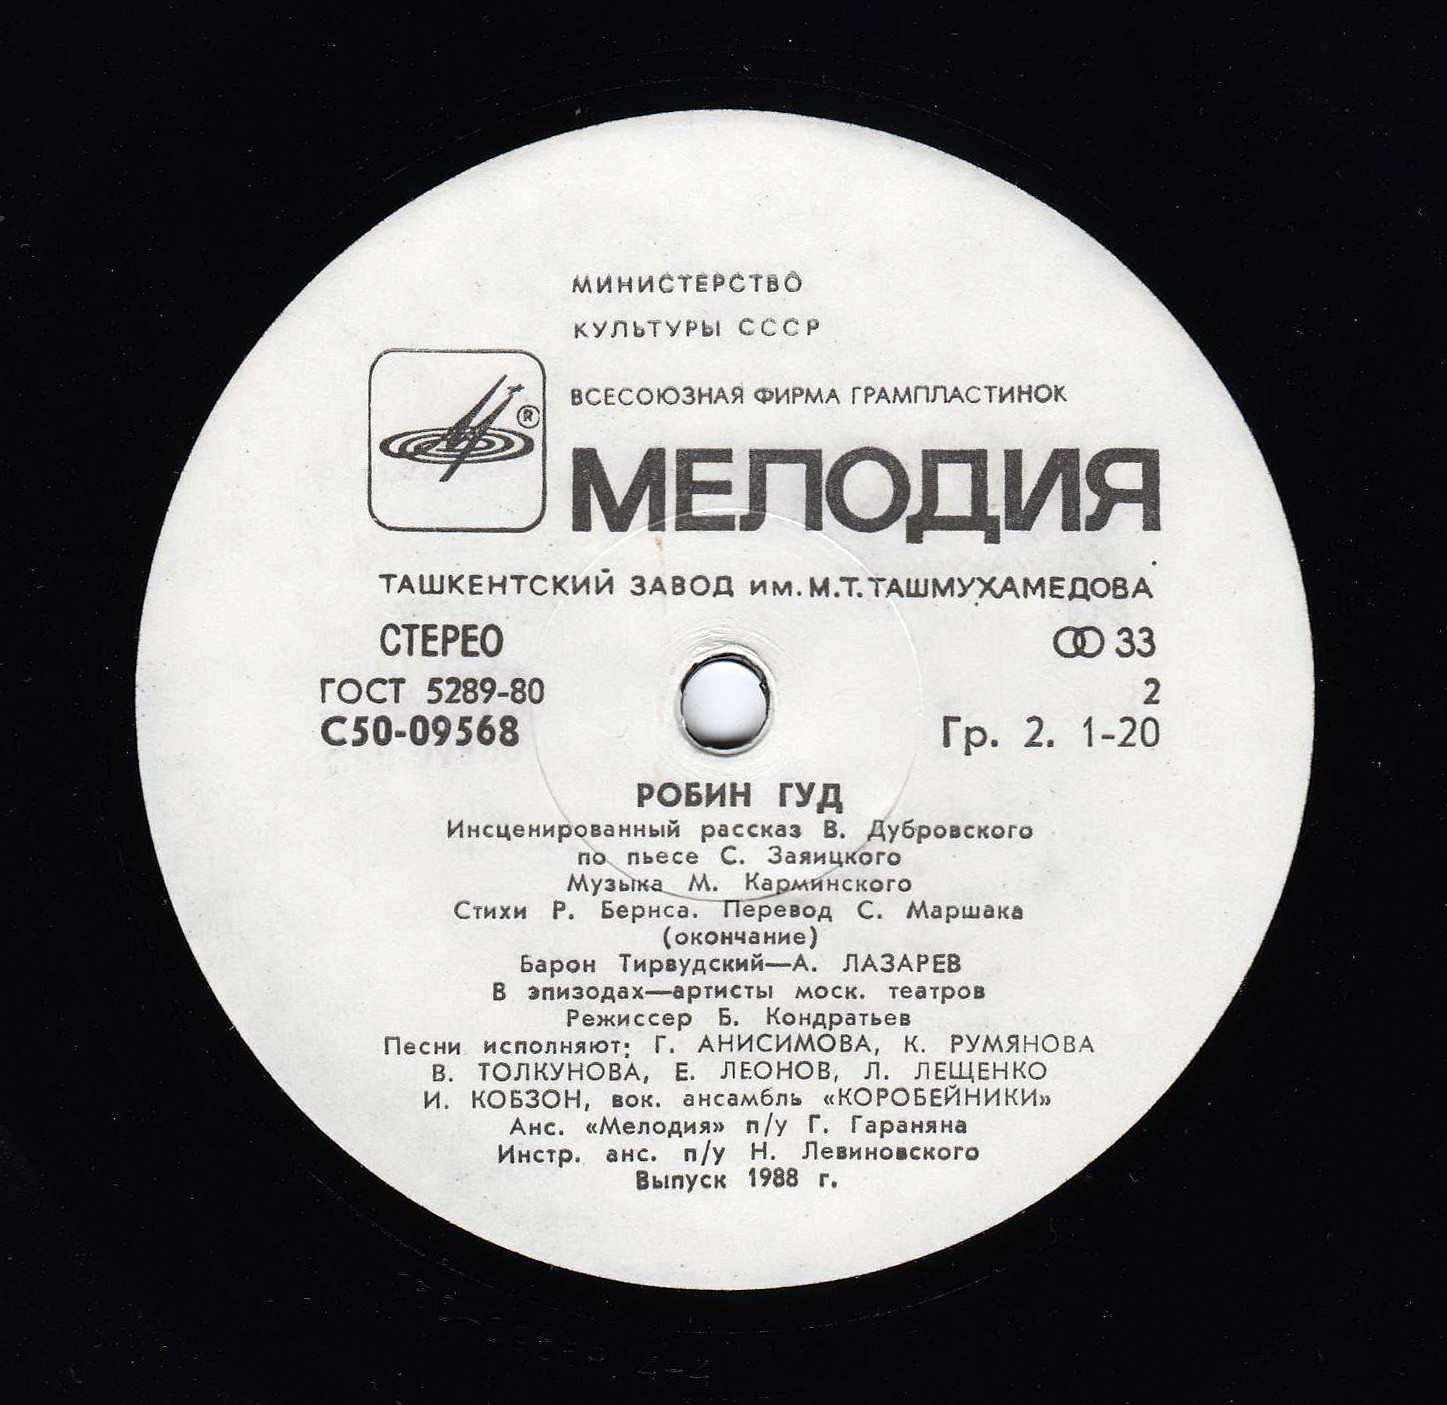 МИНИСТЕРСТВО
КУЛЬТУРЫ СССР
ВСЕСОЮЗНАЯ ФИРМА ГРАМПЛАСТИНОК
®
МЕЛОДИЯ
ТАШКЕНТСКИЙ ЗАВОД им. М.Т. ТАШМУХАМЕДОВА
СТЕРЕО 33
ГОСТ 5289-80 2
С50-09568 Гр. 2. 1-20
РОБИН ГУД
Инсценированный рассказ В. Дубровского
по пьесе С. Заяицкого
Музыка М. Карминского
Стихи Р. Бернса. Перевод С. Маршака
(окончание)
Барон Тирвудский—А. ЛАЗАРЕВ
В эпизодах—артисты моск. театров
Режиссер Б. Кондратьев
Песни исполняют: Г. АНИСИМОВА, К. РУМЯНОВА
В. ТОЛКУНОВА, Е. ЛЕОНОВ, Л. ЛЕЩЕНКО
И. КОБЗОН, вок. ансамбль «КОРОБЕЙНИКИ»
Анс. «Мелодия» п/у Г. Гараняна
Инстр. анс. п/у Н. Левиновского
Выпуск 1988 г.